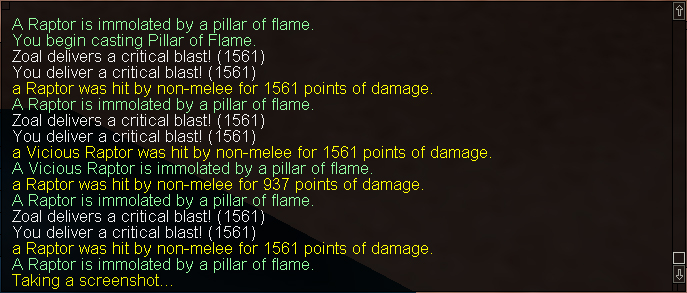 A Raptor is immolated by a pillar of flame.
You begin casting Pillar of Flame.
Zoal delivers a critical blast! (1561)
You deliver a critical blast! (1561)
a Raptor was hit by non-melee for 1561 points of damage.
A Raptor is immolated by a pillar of flame.
Zoal delivers a critical blast! (1561)
You deliver a critical blast! (1561)
a Vicious Raptor was hit by non-melee for 1561 points of damage.
A Vicious Raptor is immolated by a pillar of flame.
a Raptor was hit by non-melee for 937 points of damage.
A Raptor is immolated by a pillar of flame.
Zoal delivers a critical blast! (1561)
You deliver a critical blast! (1561)
a Raptor was hit by non-melee for 1561 points of damage.
A Raptor is immolated by a pillar of flame.
Taking a screenshot...